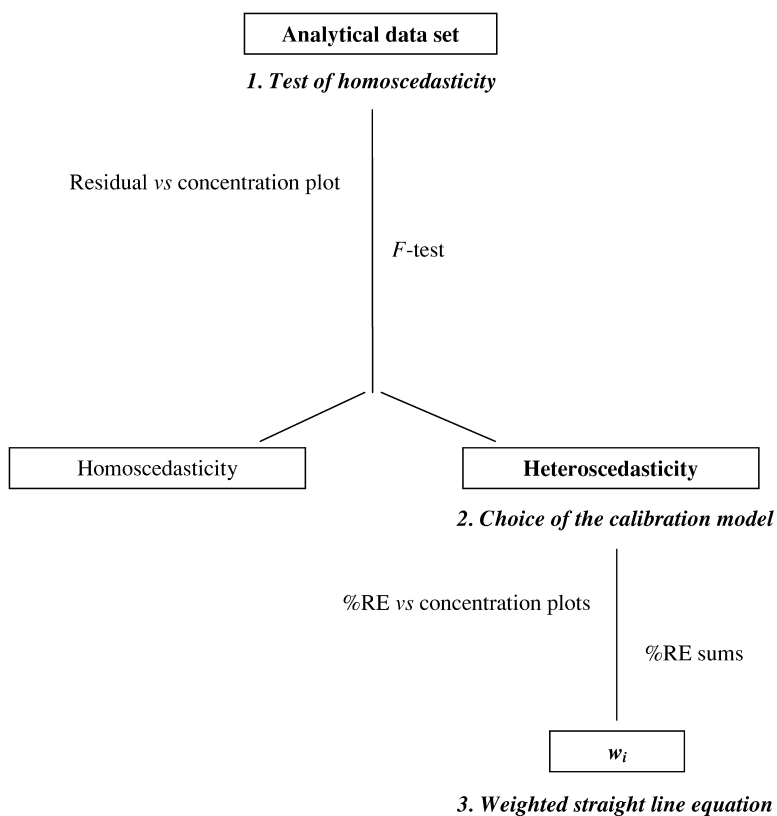 Analytical data set
1. Test of homoscedasticity
Residual vs concentration plot
F-test
Homoscedasticity
Heteroscedasticity
2. Choice of the calibration model
%RE vs concentration plots
%RE sums
wi
3. Weighted straight line equation